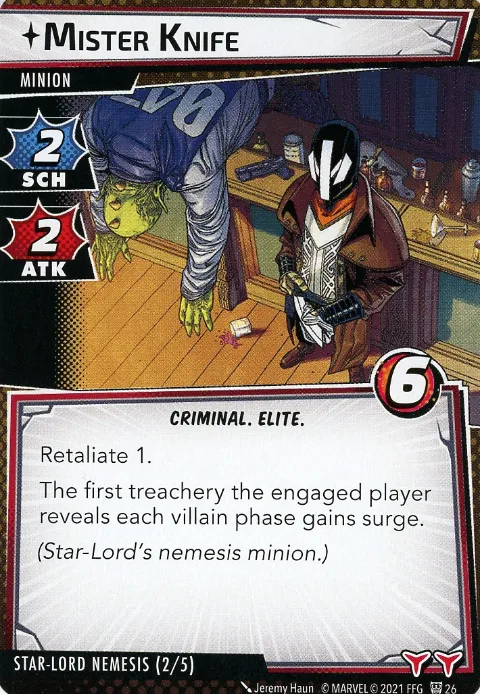 MISTER KNIFE
MINION
2
SCH
2
ATK
6
CRIMINAL. ELITE.
Retaliate 1.
The first treachery the engaged player
reveals each villain phase gains surge.
(Star-Lord's nemesis minion.)
STAR-LORD NEMESIS (2/5)
Jeremy Haun © MARVEL © 2021 FFG 26